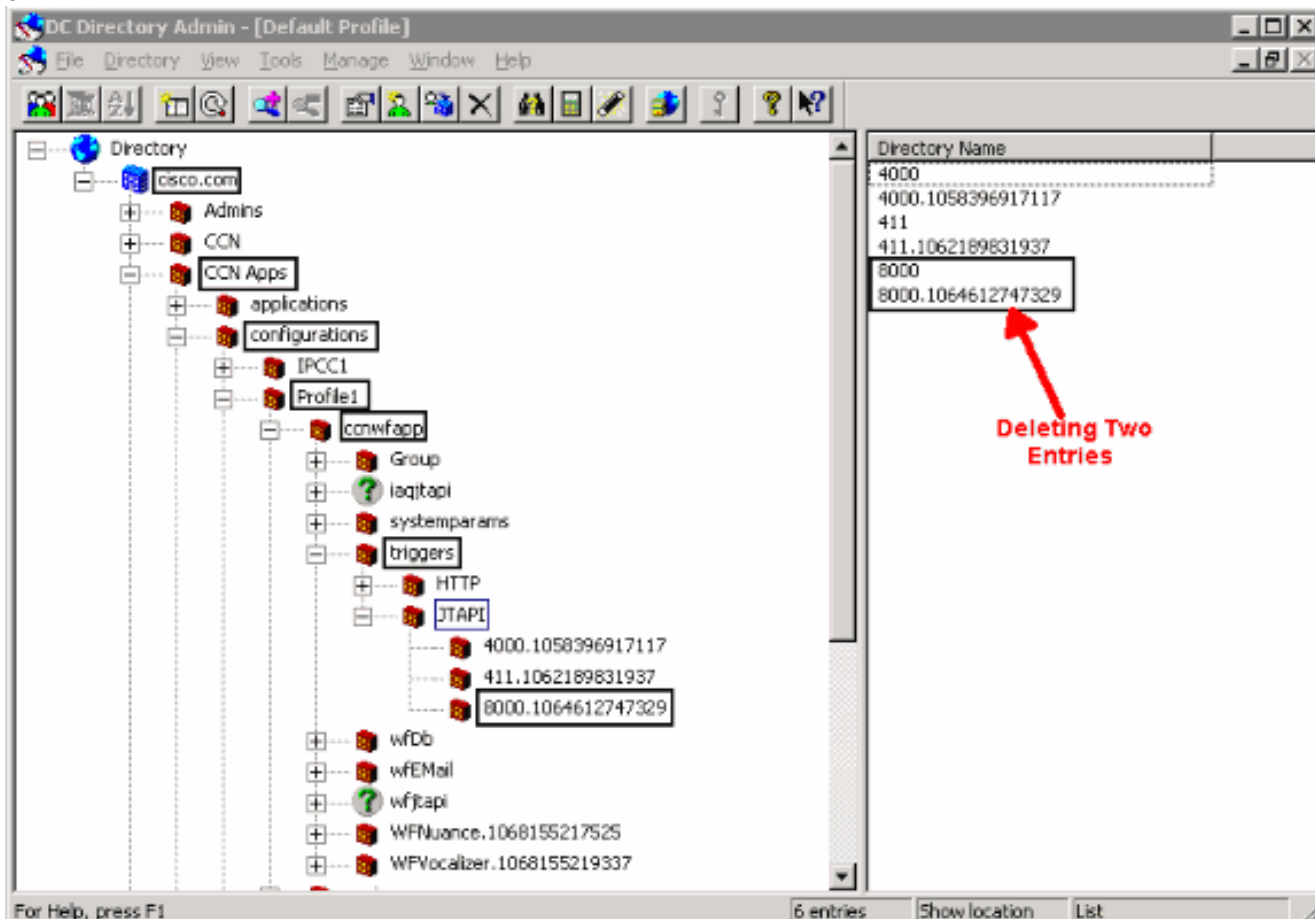 DC Directory Admin - [Default Profile]
File Directory View Tools Manage Window Help
Directory
cisco.com
Admins
CCN
CCN Apps
applications
configurations
IPCC1
Profile1
ccnwfapp
Group
iaqjtapi
systemparams
triggers
HTTP
JTAPI
4000.1058396917117
411.1062189831937
8000.1064612747329
wfDb
wfEMail
wfjtapi
WFNuance.1068155217525
WFVocalizer.1068155219337
Directory Name
4000
4000.1058396917117
411
411.1062189831937
8000
8000.1064612747329
Deleting Two
Entries
For Help, press F1
6 entries
Show location
List